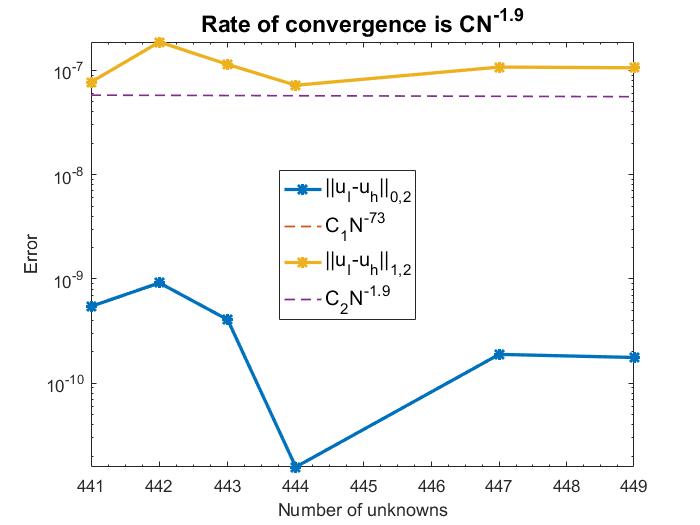 Rate of convergence is CN^-1.9
10^-7
10^-8
10^-9
10^-10
Error
||u_I-u_h||_0,2
C_1N^-73
||u_I-u_h||_1,2
C_2N^-1.9
441 442 443 444 445 446 447 448 449
Number of unknowns